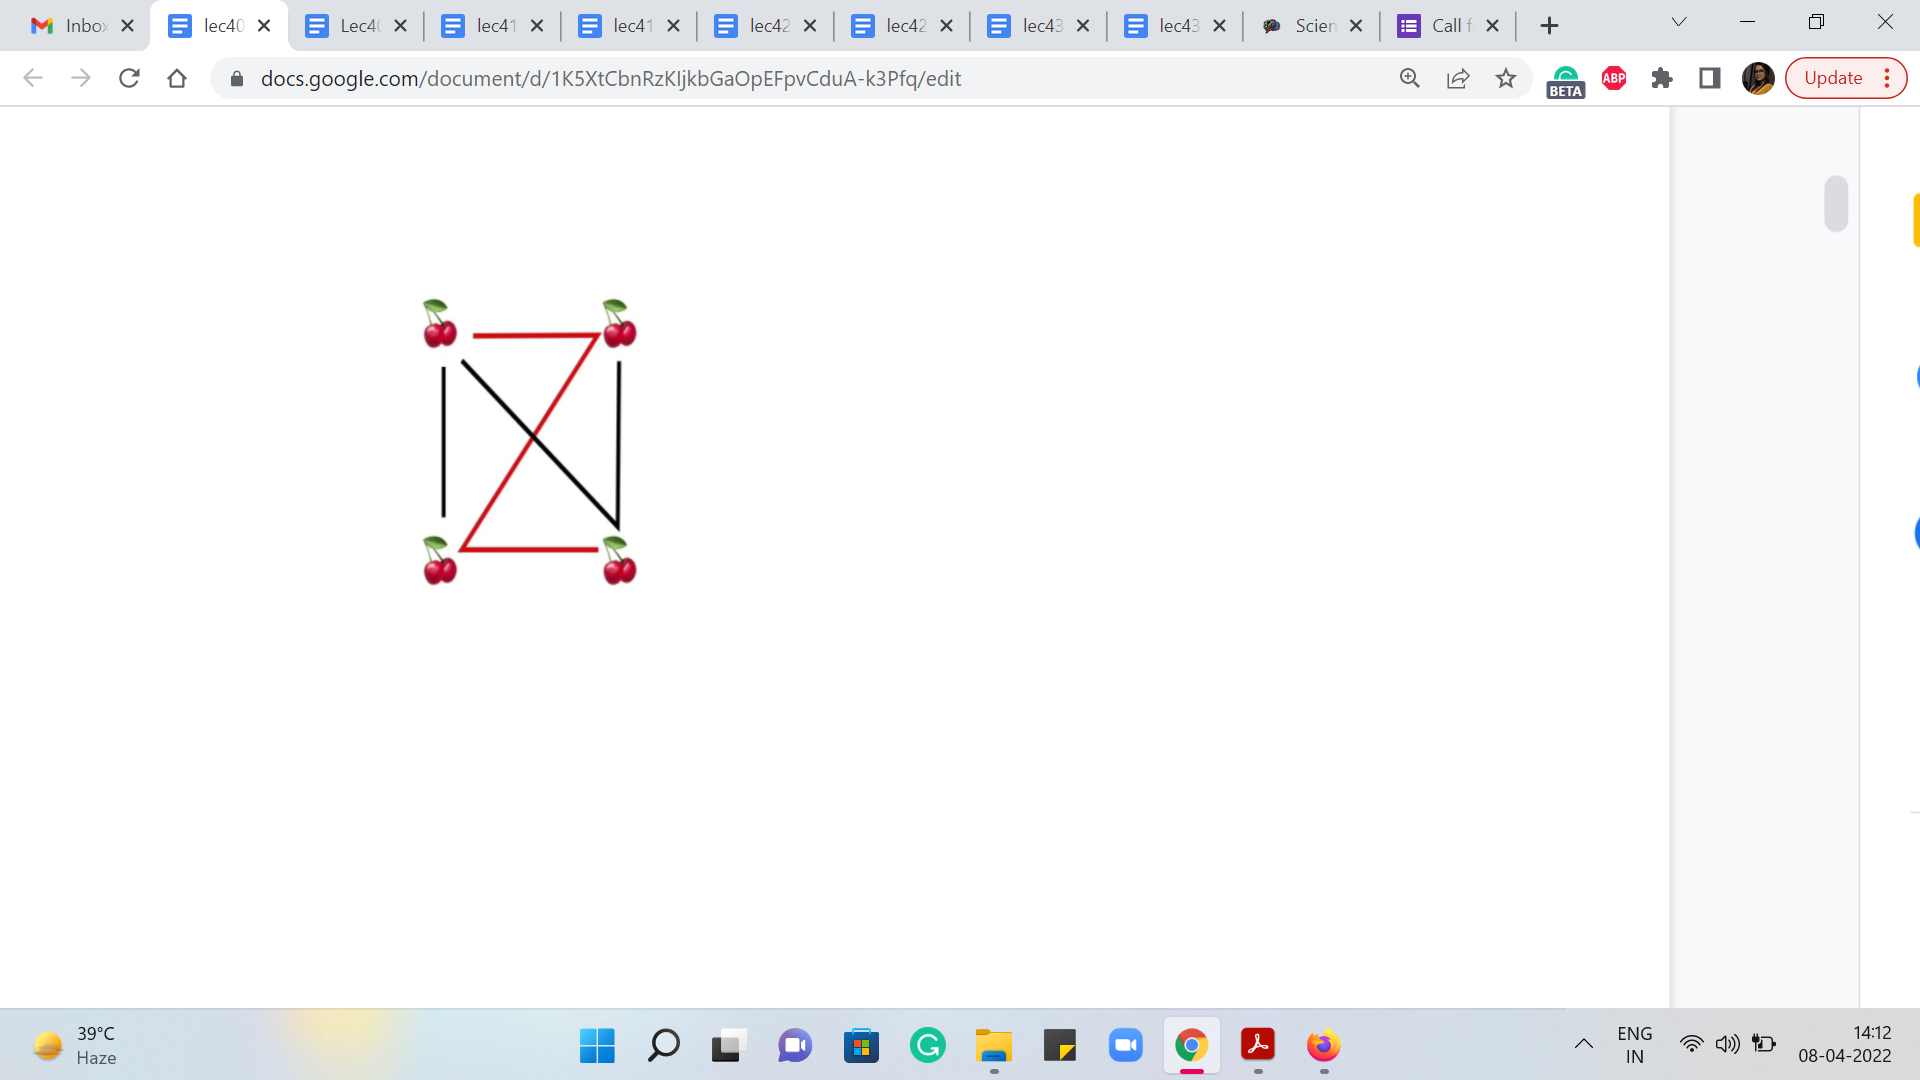 Inbox
lec40
Lec40
lec41
lec41
lec42
lec42
lec43
lec43
Scien
Call f
docs.google.com/document/d/1K5XtCbnRzKIjkbGaOpEFpvCduA-k3Pfq/edit
BETA
ABP
Update
39°C
Haze
ENG
IN
14:12
08-04-2022